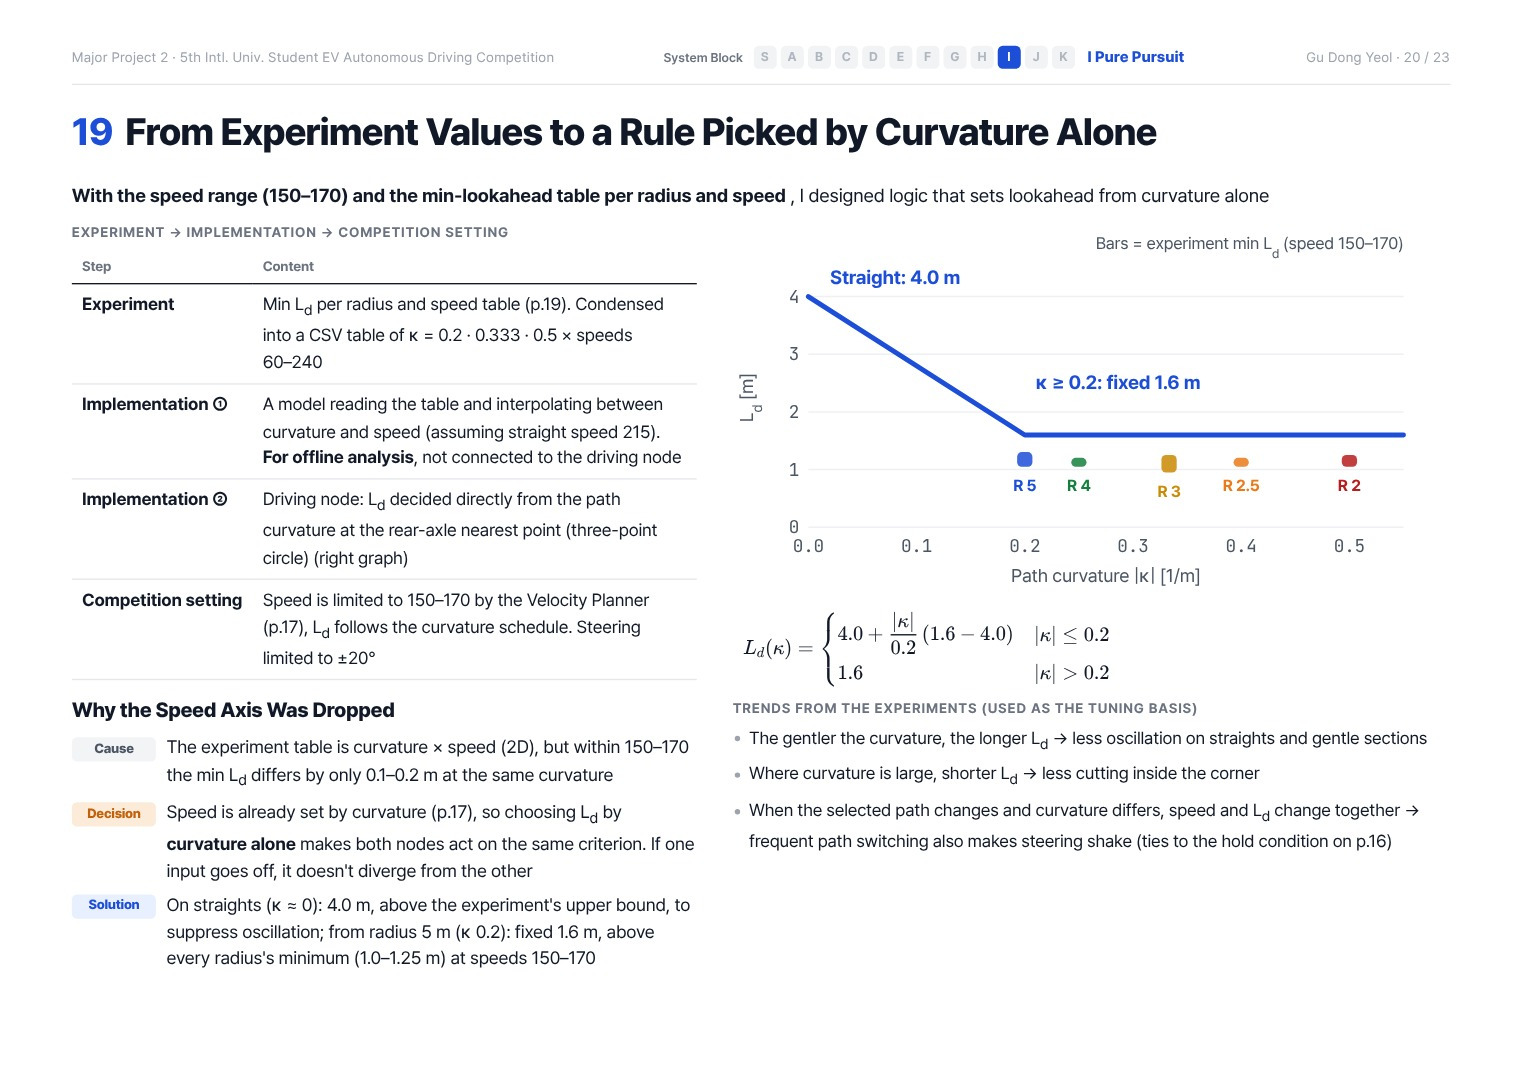 Major Project 2 · 5th Intl. Univ. Student EV Autonomous Driving Competition
System Block S A B C D E F G H I J K I Pure Pursuit
Gu Dong Yeol · 20 / 23
19 From Experiment Values to a Rule Picked by Curvature Alone
With the speed range (150–170) and the min-lookahead table per radius and speed , I designed logic that sets lookahead from curvature alone
EXPERIMENT → IMPLEMENTATION → COMPETITION SETTING
Step Content
Experiment Min Ld per radius and speed table (p.19). Condensed
into a CSV table of κ = 0.2 · 0.333 · 0.5 × speeds
60–240
Implementation ① A model reading the table and interpolating between
curvature and speed (assuming straight speed 215).
For offline analysis, not connected to the driving node
Implementation ② Driving node: Ld decided directly from the path
curvature at the rear-axle nearest point (three-point
circle) (right graph)
Competition setting Speed is limited to 150–170 by the Velocity Planner
(p.17), Ld follows the curvature schedule. Steering
limited to ±20°
Why the Speed Axis Was Dropped
Cause The experiment table is curvature × speed (2D), but within 150–170
the min Ld differs by only 0.1–0.2 m at the same curvature
Decision Speed is already set by curvature (p.17), so choosing Ld by
curvature alone makes both nodes act on the same criterion. If one
input goes off, it doesn't diverge from the other
Solution On straights (κ ≈ 0): 4.0 m, above the experiment's upper bound, to
suppress oscillation; from radius 5 m (κ 0.2): fixed 1.6 m, above
every radius's minimum (1.0–1.25 m) at speeds 150–170
Bars = experiment min Ld (speed 150–170)
Straight: 4.0 m
4
3
κ ≥ 0.2: fixed 1.6 m
Ld [m]
2
1
R 5 R 4 R 3 R 2.5 R 2
0
0.0 0.1 0.2 0.3 0.4 0.5
Path curvature |κ| [1/m]
Ld(κ) = { 4.0 + |κ|/0.2 (1.6 − 4.0) |κ| ≤ 0.2
1.6 |κ| > 0.2
TRENDS FROM THE EXPERIMENTS (USED AS THE TUNING BASIS)
• The gentler the curvature, the longer Ld → less oscillation on straights and gentle sections
• Where curvature is large, shorter Ld → less cutting inside the corner
• When the selected path changes and curvature differs, speed and Ld change together →
frequent path switching also makes steering shake (ties to the hold condition on p.16)